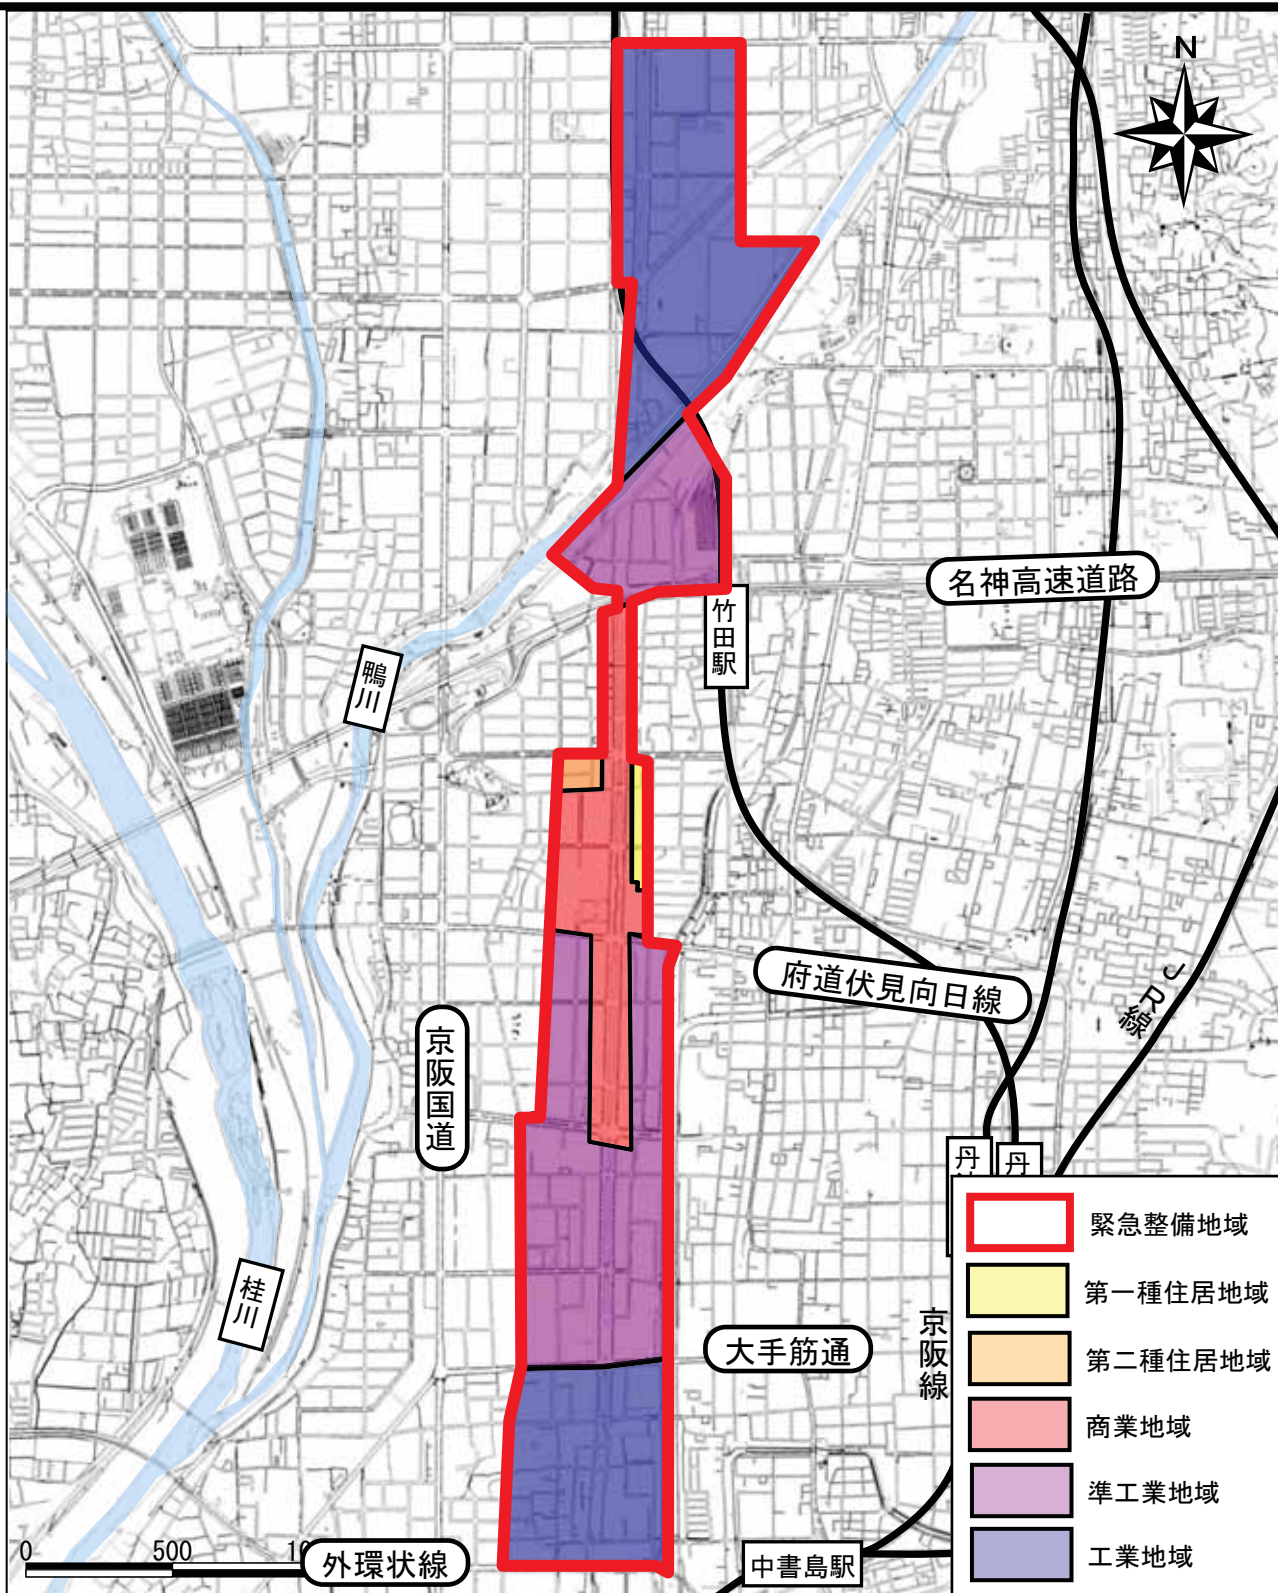 N
名神高速道路
竹田駅
鴨川
府道伏見向日線
JR線
京阪国道
丹
丹
桂川
大手筋通
京阪線
緊急整備地域
第一種住居地域
第二種住居地域
商業地域
準工業地域
工業地域
0 500 10
外環状線
中書島駅